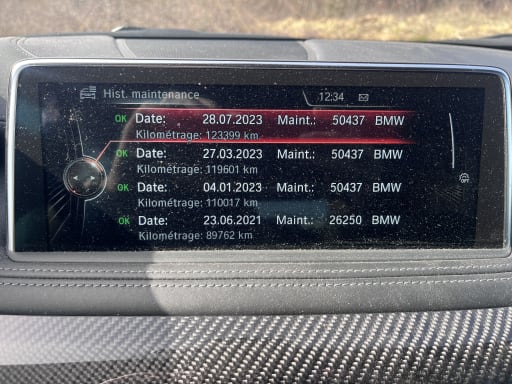 Hist. maintenance 12:34
OK Date: 28.07.2023 Maint.: 50437 BMW
Kilométrage: 123399 km
OK Date: 27.03.2023 Maint.: 50437 BMW
Kilométrage: 119601 km
OK Date: 04.01.2023 Maint.: 50437 BMW
Kilométrage: 110017 km
OK Date: 23.06.2021 Maint.: 26250 BMW
Kilométrage: 89762 km